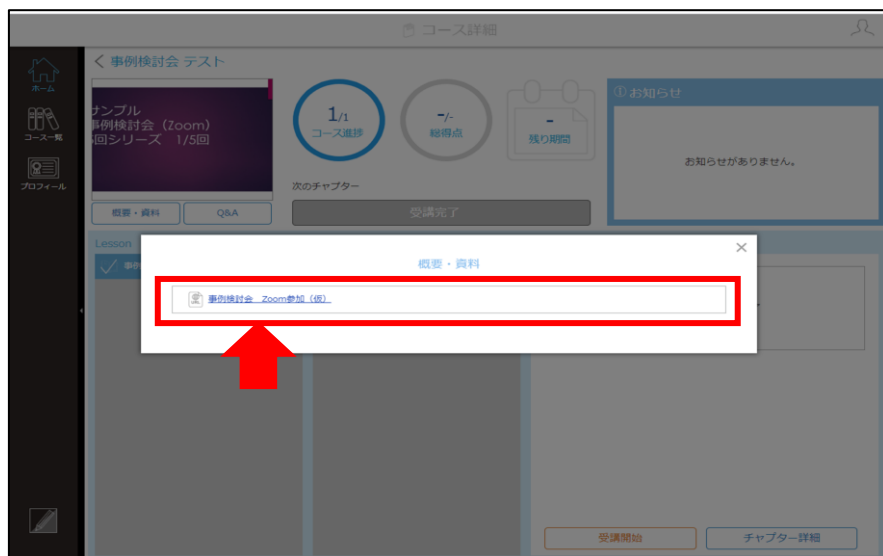 コース詳細
ホーム
コース一覧
プロフィール
事例検討会 テスト
サンプル
事例検討会（Zoom）
回シリーズ 1/5回
概要・資料
Q&A
1/1
コース進捗
-/-
総得点
-
残り期間
次のチャプター
受講完了
お知らせ
お知らせがありません。
Lesson
概要・資料
事例検討会 Zoom参加（仮）
受講開始
チャプター詳細